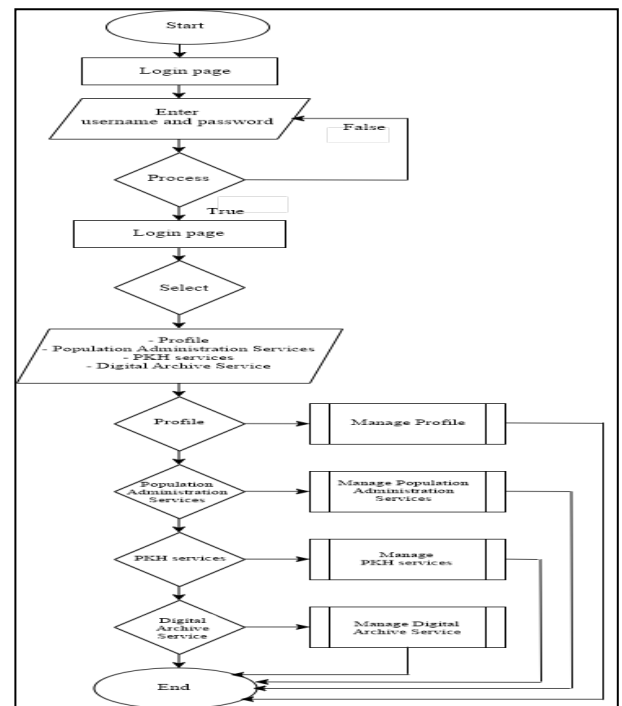 Start
Login page
Enter
username and password
False
Process
True
Login page
Select
- Profile
- Population Administration Services
- PKH services
- Digital Archive Service
Profile
Manage Profile
Population
Administration
Services
Manage Population
Administration
Services
PKH services
Manage
PKH services
Digital
Archive
Service
Manage Digital
Archive Service
End